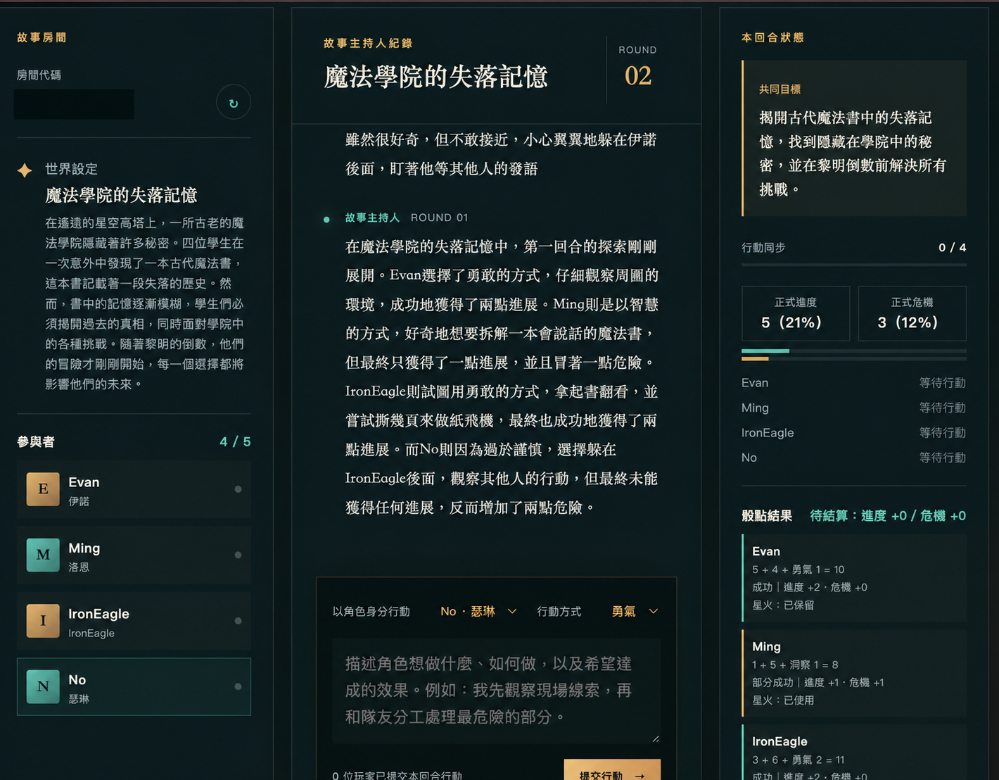 故事房間
房間代碼
↻
世界設定
魔法學院的失落記憶
在遙遠的星空高塔上，一所古老的魔
法學院隱藏著許多秘密。四位學生在
一次意外中發現了一本古代魔法書，
這本書記載著一段失落的歷史。然
而，書中的記憶逐漸模糊，學生們必
須揭開過去的真相，同時面對學院中
的各種挑戰。隨著黎明的倒數，他們
的冒險才剛剛開始，每一個選擇都將
影響他們的未來。
參與者 4 / 5
E
Evan
伊諾
M
Ming
洛恩
I
IronEagle
IronEagle
N
No
瑟琳
故事主持人紀錄
魔法學院的失落記憶
ROUND
02
雖然很好奇，但不敢接近，小心翼翼地躲在伊諾
後面，盯著他等其他人的發語
故事主持人 ROUND 01
在魔法學院的失落記憶中，第一回合的探索剛剛
展開。Evan選擇了勇敢的方式，仔細觀察周圍的
環境，成功地獲得了兩點進展。Ming則是以智慧
的方式，好奇地想要拆解一本會說話的魔法書，
但最終只獲得了一點進展，並且冒著一點危險。
IronEagle則試圖用勇敢的方式，拿起書翻看，並
嘗試撕幾頁來做紙飛機，最終也成功地獲得了兩
點進展。而No則因為過於謹慎，選擇躲在
IronEagle後面，觀察其他人的行動，但最終未能
獲得任何進展，反而增加了兩點危險。
以角色身分行動 No · 瑟琳 行動方式 勇氣
描述角色想做什麼、如何做，以及希望達
成的效果。例如：我先觀察現場線索，再
和隊友分工處理最危險的部分。
0 位玩家已提交本回合行動 提交行動 →
本回合狀態
共同目標
揭開古代魔法書中的失落記
憶，找到隱藏在學院中的秘
密，並在黎明倒數前解決所有
挑戰。
行動同步 0 / 4
正式進度
5（21%）
正式危機
3（12%）
Evan 等待行動
Ming 等待行動
IronEagle 等待行動
No 等待行動
骰點結果 待結算：進度 +0 / 危機 +0
Evan
5 + 4 + 勇氣 1 = 10
成功｜進度 +2 · 危機 +0
星火：已保留
Ming
1 + 5 + 洞察 1 = 8
部分成功｜進度 +1 · 危機 +1
星火：已使用
IronEagle
3 + 6 + 勇氣 2 = 11
成功｜進度 +2 · 危機 +0